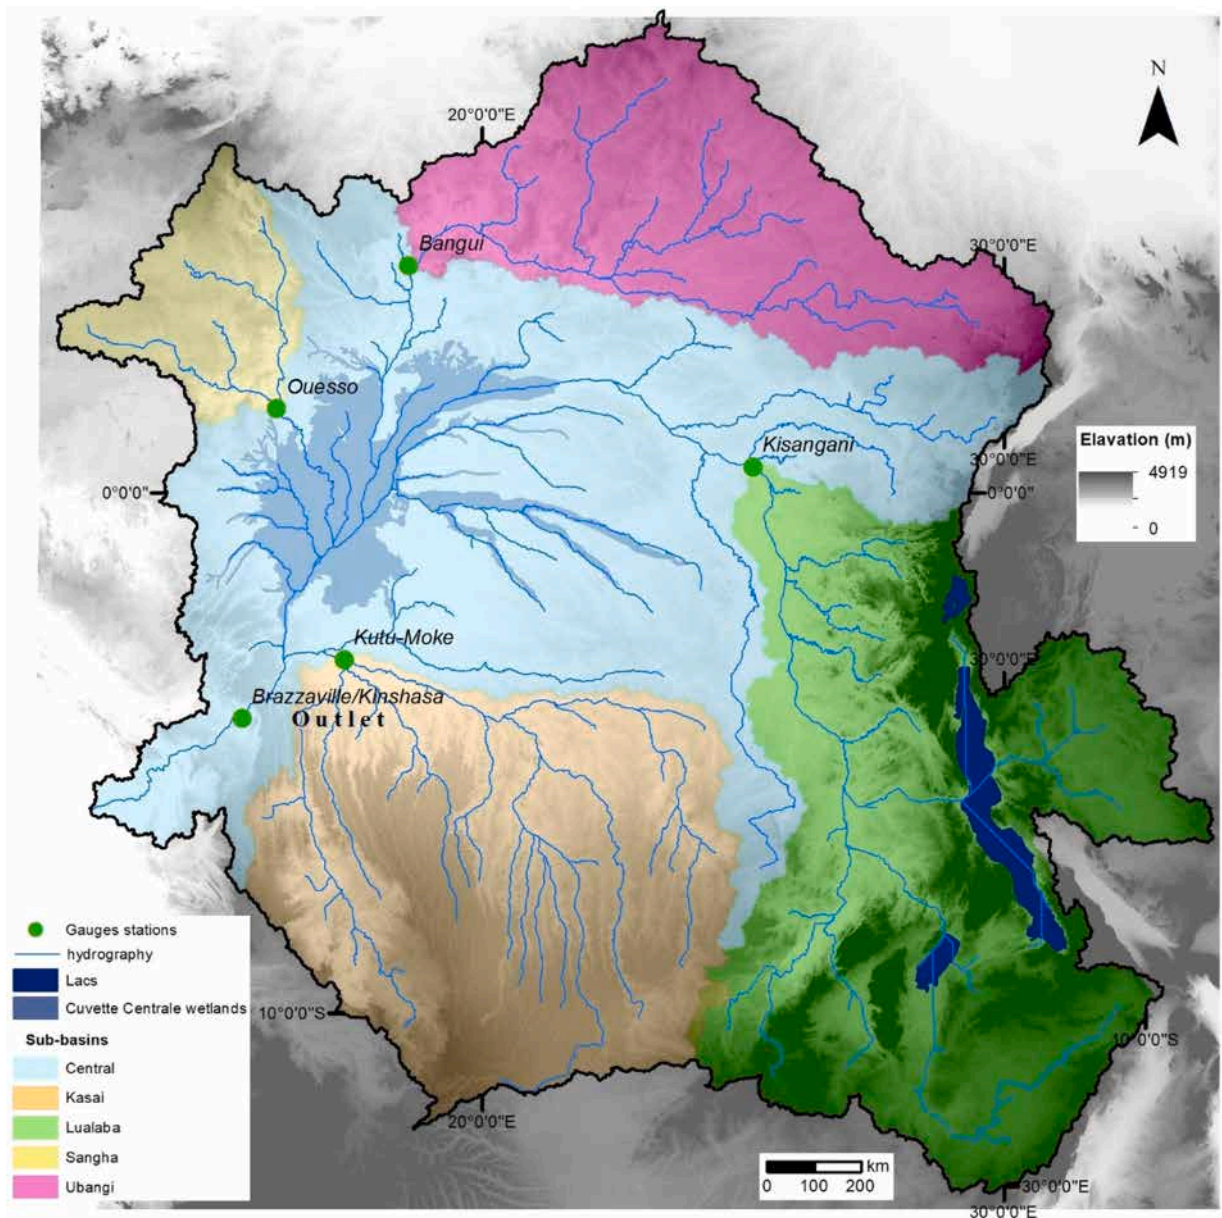 N
20°0'0"E
Bangui
30°0'0"E
Ouesso
Kisangani
Elavation (m)
4919
0
30°0'0"E
0°0'0"
0°0'0"
Kutu-Moke
30°0'0"E
Brazzaville/Kinshasa
Outlet
Gauges stations
hydrography
Lacs
Cuvette Centrale wetlands
10°0'0"S
Sub-basins
10°0'0"S
Central
Kasai
Lualaba
Sangha
Ubangi
20°0'0"E
km
0 100 200
30°0'0"E
30°0'0"E